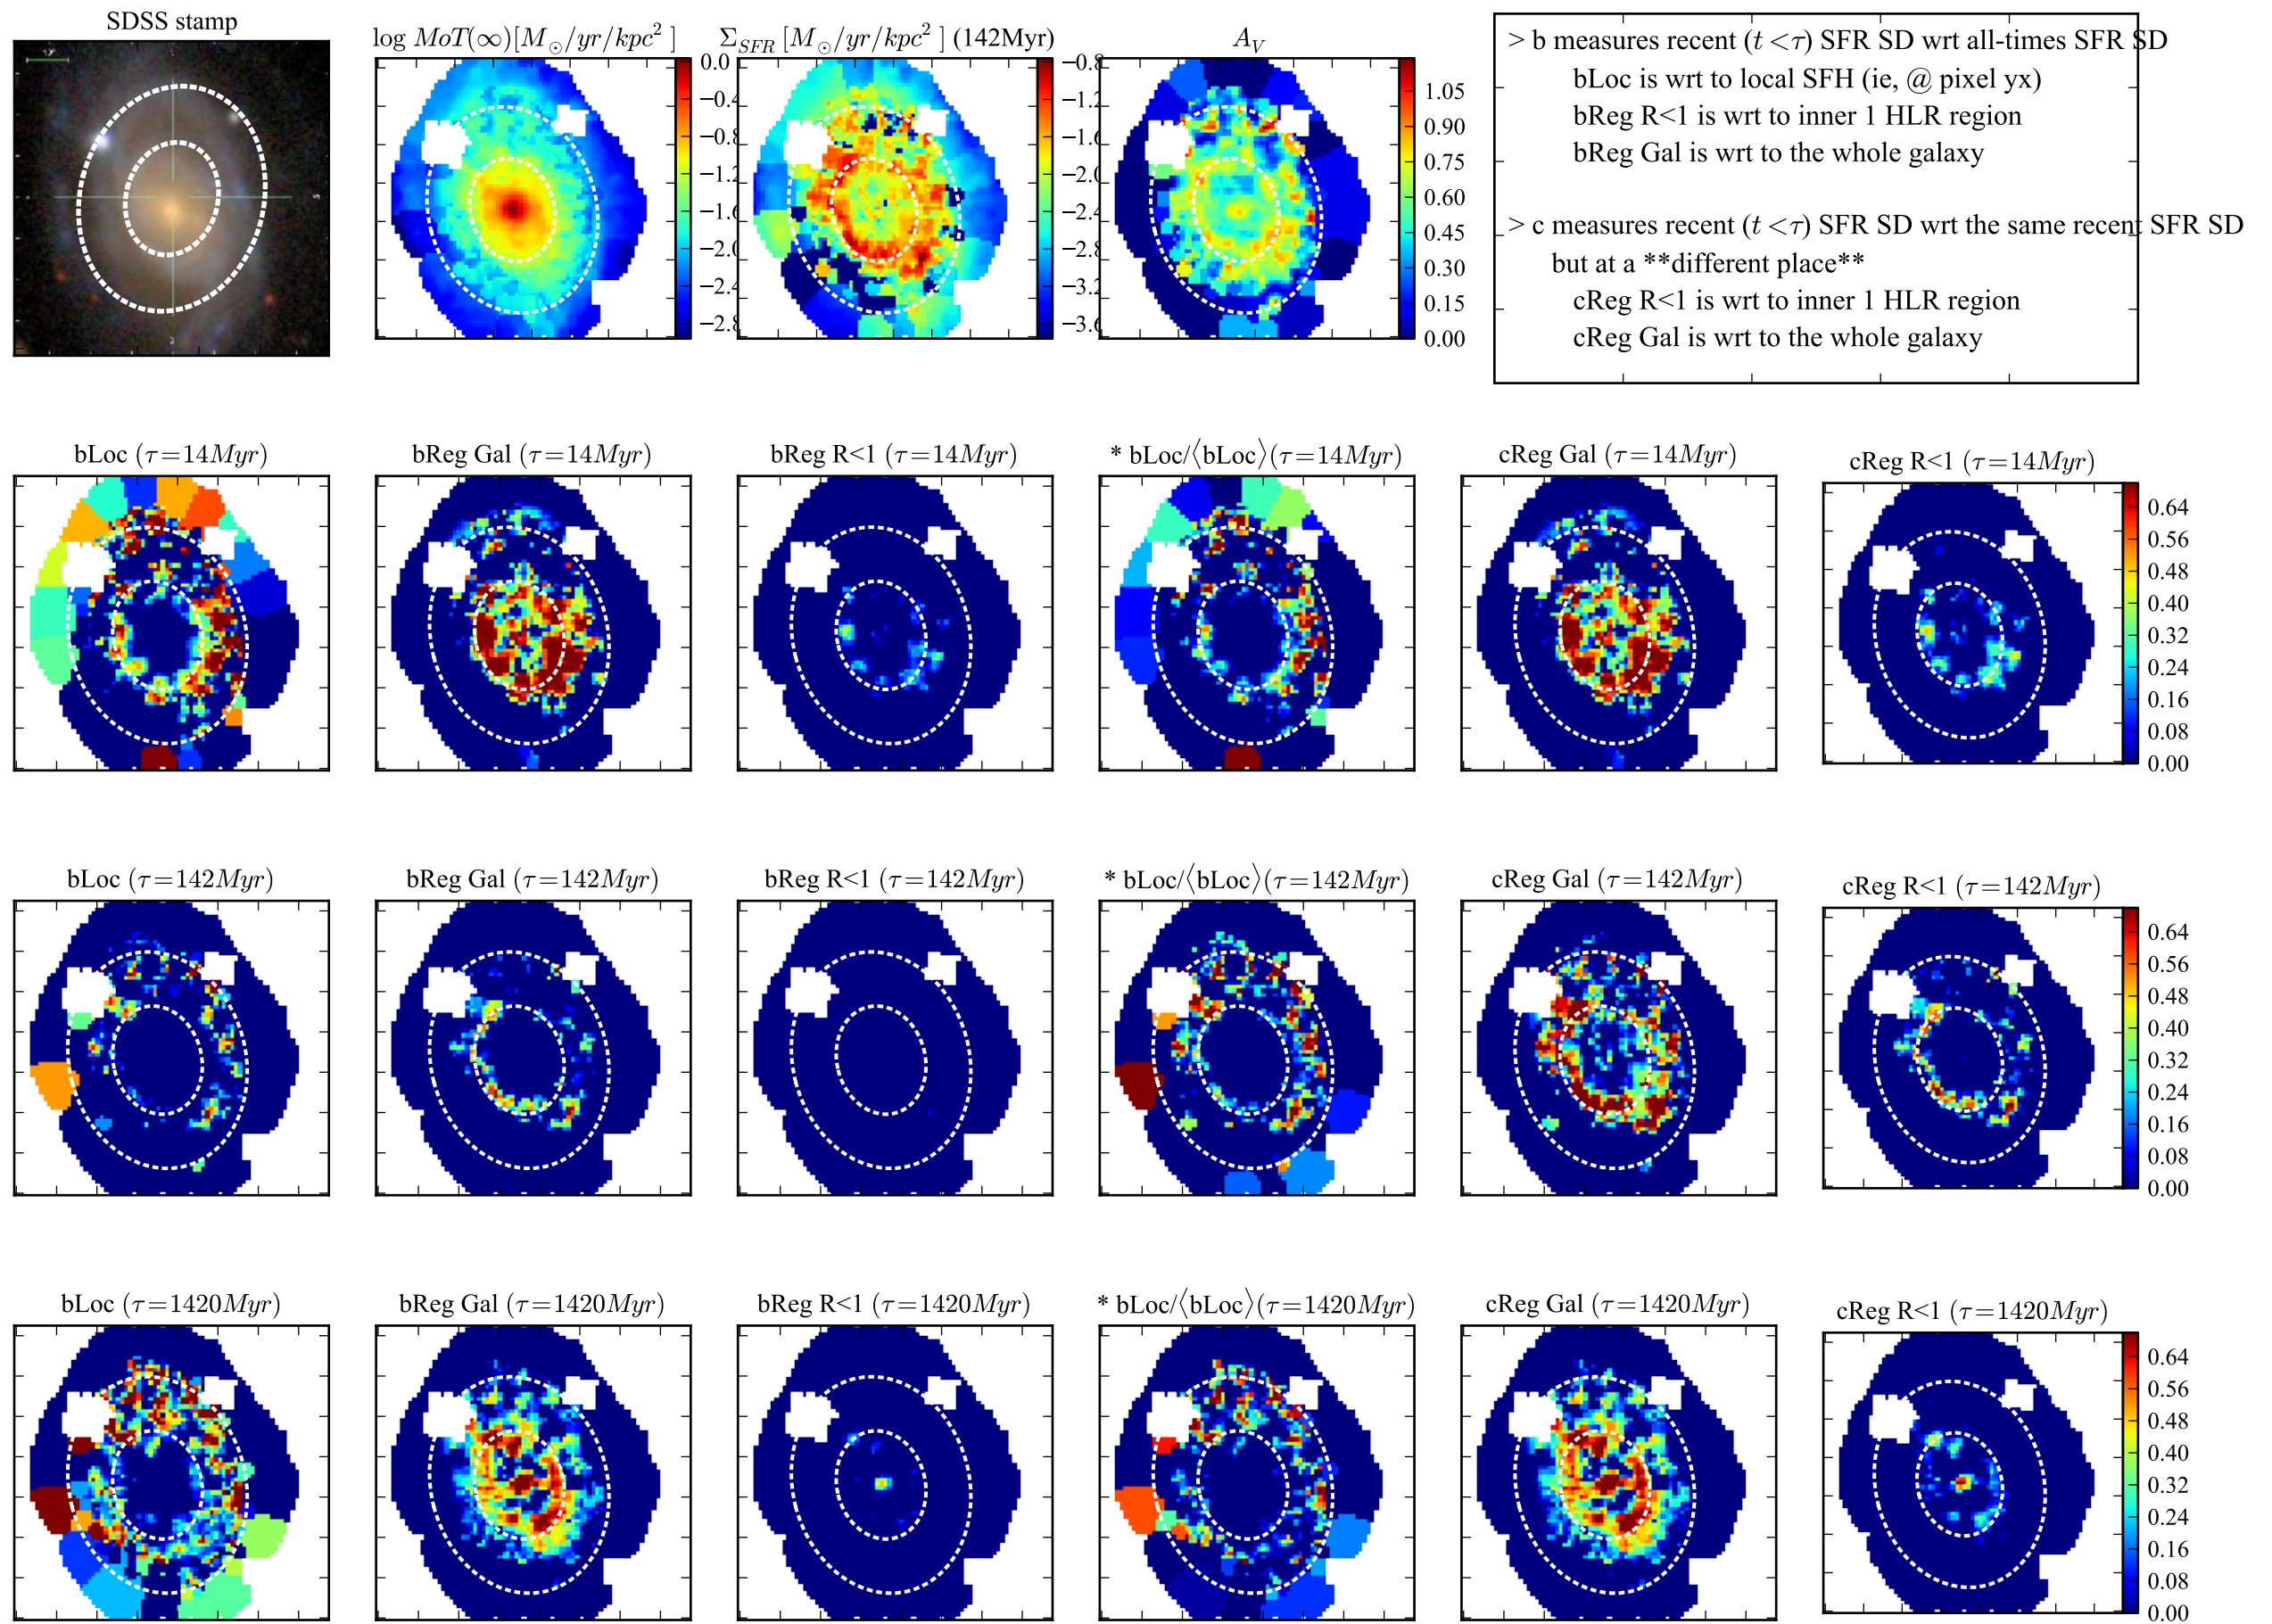 SDSS stamp
log MoT(∞)[M⊙/yr/kpc² ]
Σ_SFR [M⊙/yr/kpc² ] (142Myr)
A_V
0.0
−0.4
−0.8
−1.2
−1.6
−2.0
−2.4
−2.8
−0.8
−1.2
−1.6
−2.0
−2.4
−2.8
−3.2
−3.6
1.05
0.90
0.75
0.60
0.45
0.30
0.15
0.00
> b measures recent (t <τ) SFR SD wrt all-times SFR SD
bLoc is wrt to local SFH (ie, @ pixel yx)
bReg R<1 is wrt to inner 1 HLR region
bReg Gal is wrt to the whole galaxy
> c measures recent (t <τ) SFR SD wrt the same recent SFR SD
but at a **different place**
cReg R<1 is wrt to inner 1 HLR region
cReg Gal is wrt to the whole galaxy
bLoc (τ=14Myr)
bReg Gal (τ=14Myr)
bReg R<1 (τ=14Myr)
* bLoc/⟨bLoc⟩(τ=14Myr)
cReg Gal (τ=14Myr)
cReg R<1 (τ=14Myr)
0.64
0.56
0.48
0.40
0.32
0.24
0.16
0.08
0.00
bLoc (τ=142Myr)
bReg Gal (τ=142Myr)
bReg R<1 (τ=142Myr)
* bLoc/⟨bLoc⟩(τ=142Myr)
cReg Gal (τ=142Myr)
cReg R<1 (τ=142Myr)
0.64
0.56
0.48
0.40
0.32
0.24
0.16
0.08
0.00
bLoc (τ=1420Myr)
bReg Gal (τ=1420Myr)
bReg R<1 (τ=1420Myr)
* bLoc/⟨bLoc⟩(τ=1420Myr)
cReg Gal (τ=1420Myr)
cReg R<1 (τ=1420Myr)
0.64
0.56
0.48
0.40
0.32
0.24
0.16
0.08
0.00